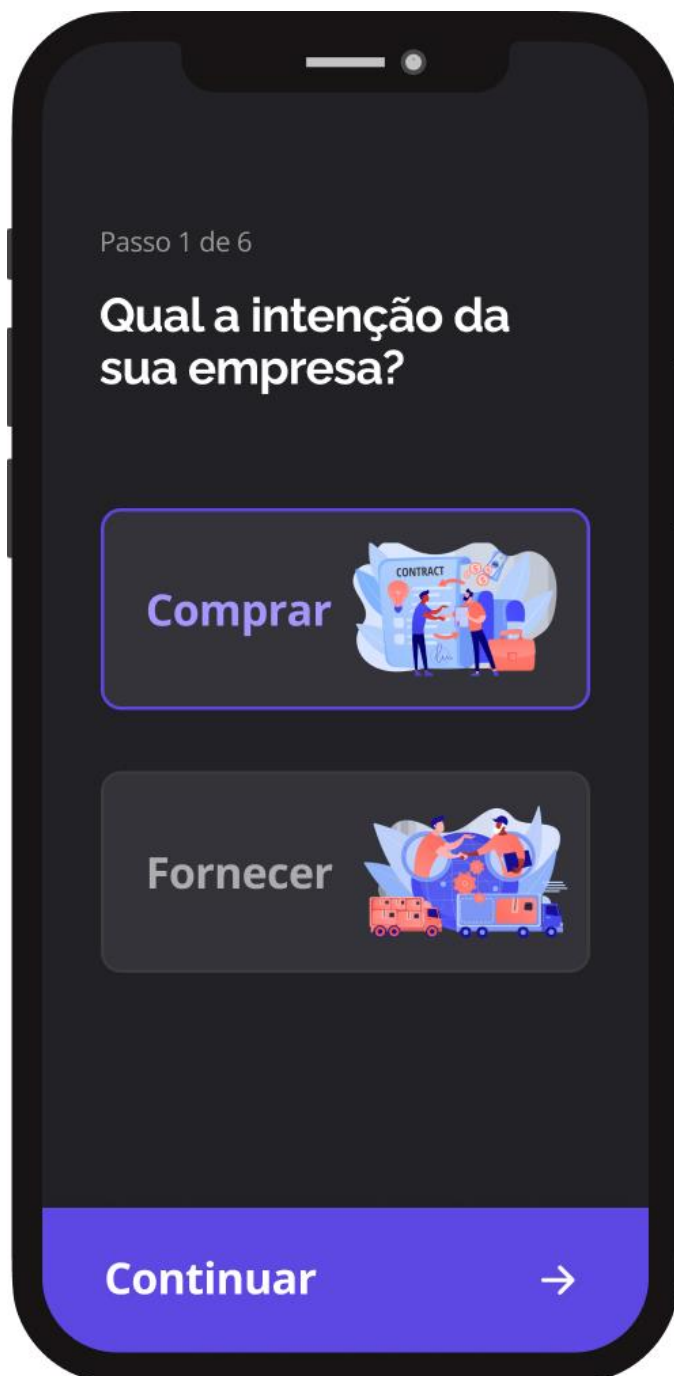 Passo 1 de 6
Qual a intenção da
sua empresa?
CONTRACT
Comprar
Fornecer
Continuar